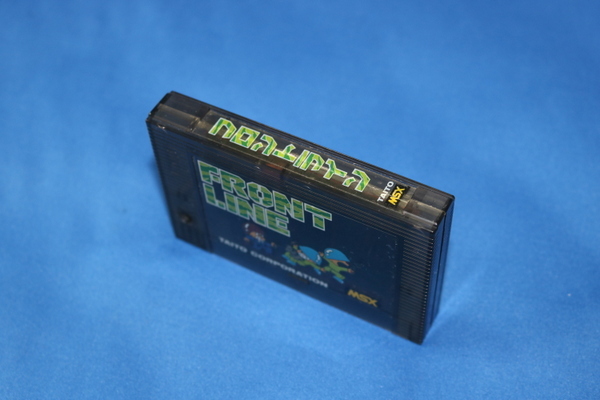 フロントライン
TAITO
MSX
FRONT
LINE
TAITO CORPORATION
MSX